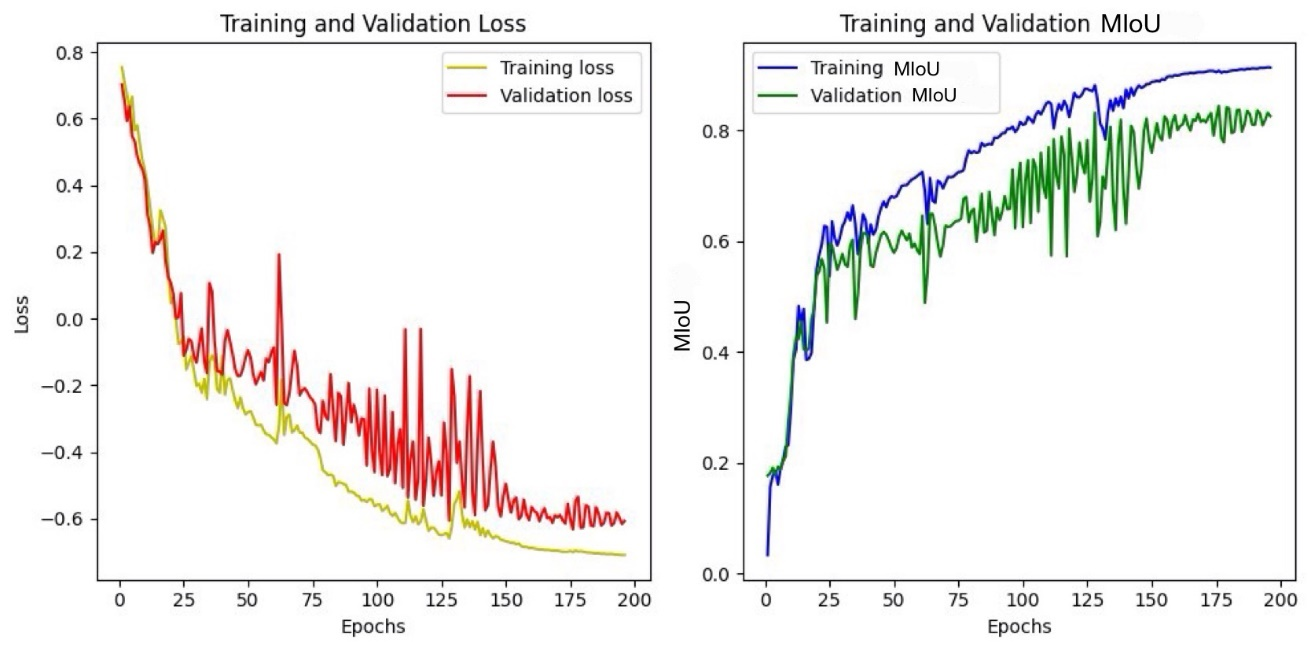 Training and Validation Loss
0.8
0.6
0.4
0.2
0.0
−0.2
−0.4
−0.6
Loss
Training loss
Validation loss
0 25 50 75 100 125 150 175 200
Epochs
Training and Validation MIoU
0.8
0.6
0.4
0.2
0.0
MIoU
Training MIoU
Validation MIoU
0 25 50 75 100 125 150 175 200
Epochs